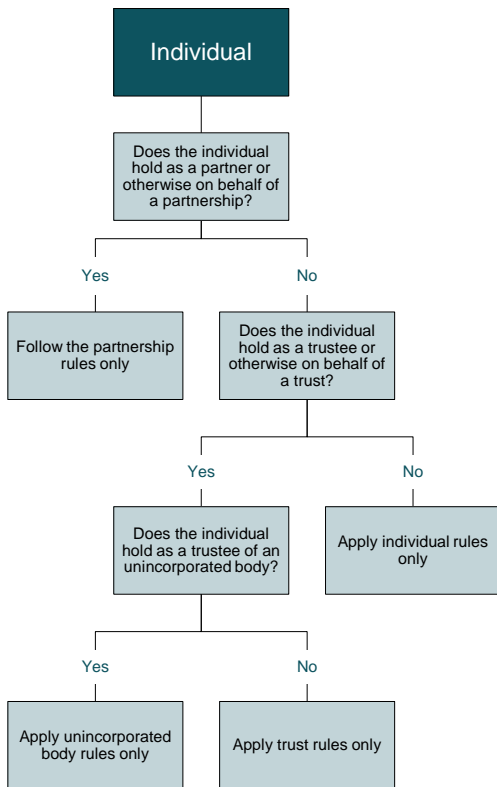 Individual
Does the individual
hold as a partner or
otherwise on behalf of
a partnership?
Yes
No
Follow the partnership
rules only
Does the individual
hold as a trustee or
otherwise on behalf of
a trust?
Yes
No
Does the individual
hold as a trustee of an
unincorporated body?
Apply individual rules
only
Yes
No
Apply unincorporated
body rules only
Apply trust rules only